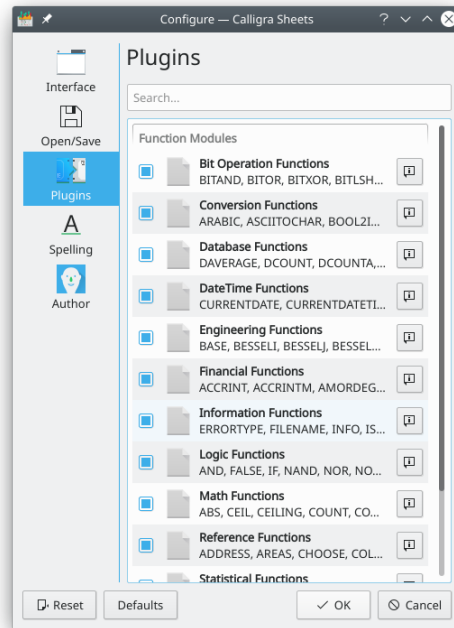 Configure — Calligra Sheets
Interface
Open/Save
Plugins
Spelling
Author
Plugins
Search...
Function Modules
Bit Operation Functions
BITAND, BITOR, BITXOR, BITLSH...
Conversion Functions
ARABIC, ASCIITOCHAR, BOOL2I...
Database Functions
DAVERAGE, DCOUNT, DCOUNTA,...
DateTime Functions
CURRENTDATE, CURRENTDATETI...
Engineering Functions
BASE, BESSELI, BESSELJ, BESSEL...
Financial Functions
ACCRINT, ACCRINTM, AMORDEG...
Information Functions
ERRORTYPE, FILENAME, INFO, IS...
Logic Functions
AND, FALSE, IF, NAND, NOR, NO...
Math Functions
ABS, CEIL, CEILING, COUNT, CO...
Reference Functions
ADDRESS, AREAS, CHOOSE, COL...
Statistical Functions
Reset
Defaults
OK
Cancel